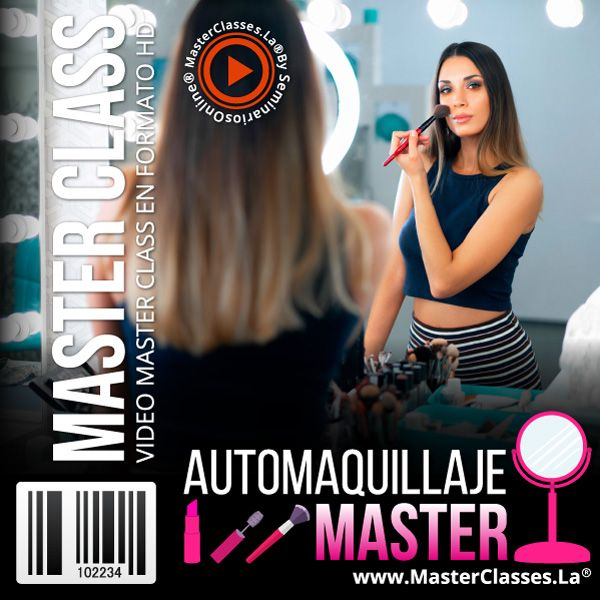 MASTER CLASS
VIDEO MASTER CLASS EN FORMATO HD
MasterClasses.La®By SeminariosOnline®
AUTOMAQUILLAJE
MASTER
102234
www.MasterClasses.La®